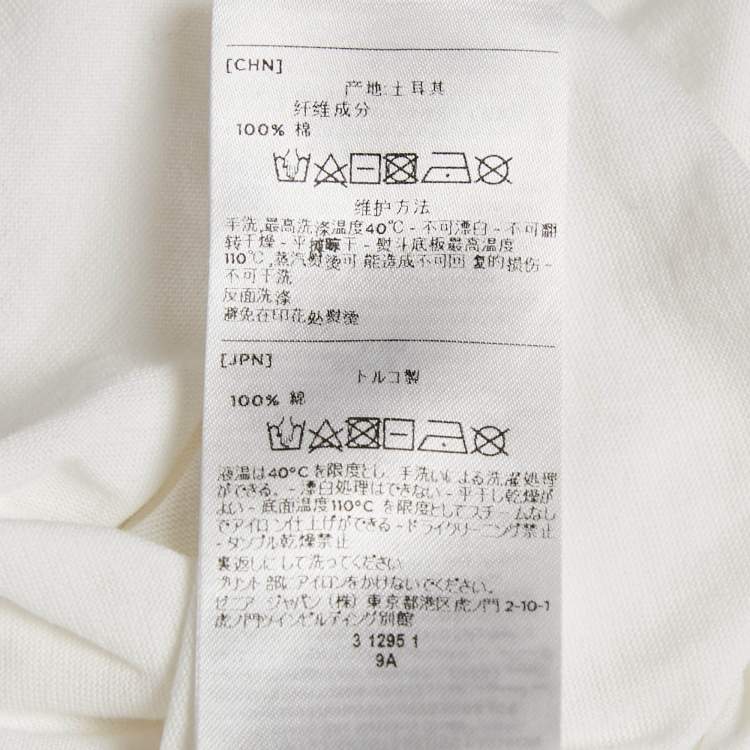 [CHN]
产地:土耳其
纤维成分
100% 棉
维护方法
手洗,最高洗涤温度40℃ - 不可漂白 - 不可翻
转干燥 - 平摊晾干 - 熨斗底板最高温度
110℃,蒸汽熨烫可能造成不可回复的损伤 -
不可干洗
反面洗涤
避免在印花处熨烫
[JPN]
トルコ製
100% 綿
液温は40℃を限度とし、手洗いによる洗濯処理
ができる。 - 漂白処理はできない - 平干し乾燥が
よい - 底面温度110℃を限度としてスチームなし
でアイロン仕上げができる - ドライクリーニング禁止
- タンブル乾燥禁止
裏返しにして洗ってください
プリント部にアイロンをかけないでください。
ゼニア ジャパン (株) 東京都港区虎ノ門 2-10-1
虎ノ門ツインビルディング別館
3 1295 1
9A